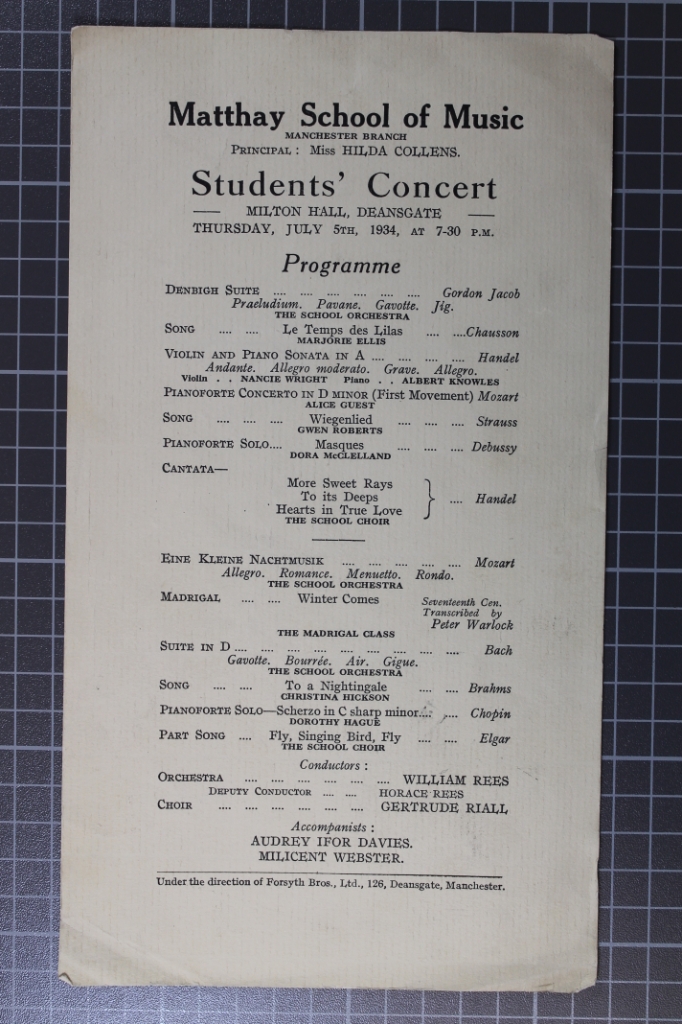 Matthay School of Music
MANCHESTER BRANCH
PRINCIPAL : Miss HILDA COLLENS.
Students' Concert
MILTON HALL, DEANSGATE
THURSDAY, JULY 5TH, 1934, AT 7-30 P.M.
Programme
DENBIGH SUITE .... .... .... .... .... .... Gordon Jacob
Praeludium. Pavane. Gavotte. Jig.
THE SCHOOL ORCHESTRA
SONG .... .... Le Temps des Lilas .... ....Chausson
MARJORIE ELLIS
VIOLIN AND PIANO SONATA IN A .... .... .... .... Handel
Andante. Allegro moderato. Grave. Allegro.
Violin . . NANCIE WRIGHT Piano . . ALBERT KNOWLES
PIANOFORTE CONCERTO IN D MINOR (First Movement) Mozart
ALICE GUEST
SONG .... .... .... Wiegenlied .... .... .... Strauss
GWEN ROBERTS
PIANOFORTE SOLO.... Masques .... .... .... Debussy
DORA McCLELLAND
CANTATA—
More Sweet Rays
To its Deeps } .... Handel
Hearts in True Love
THE SCHOOL CHOIR
EINE KLEINE NACHTMUSIK .... .... .... .... .... Mozart
Allegro. Romance. Menuetto. Rondo.
THE SCHOOL ORCHESTRA
MADRIGAL .... .... Winter Comes Seventeenth Cen.
Transcribed by
Peter Warlock
THE MADRIGAL CLASS
SUITE IN D .... .... .... .... .... .... .... .... .... Bach
Gavotte. Bourrée. Air. Gigue.
THE SCHOOL ORCHESTRA
SONG .... .... To a Nightingale .... .... Brahms
CHRISTINA HICKSON
PIANOFORTE SOLO—Scherzo in C sharp minor.... .... Chopin
DOROTHY HAGUE
PART SONG .... Fly, Singing Bird, Fly .... .... Elgar
THE SCHOOL CHOIR
Conductors :
ORCHESTRA .... .... .... .... .... .... .... WILLIAM REES
DEPUTY CONDUCTOR .... .... HORACE REES
CHOIR .... .... .... .... .... .... .... GERTRUDE RIALL
Accompanists :
AUDREY IFOR DAVIES.
MILICENT WEBSTER.
Under the direction of Forsyth Bros., Ltd., 126, Deansgate, Manchester.